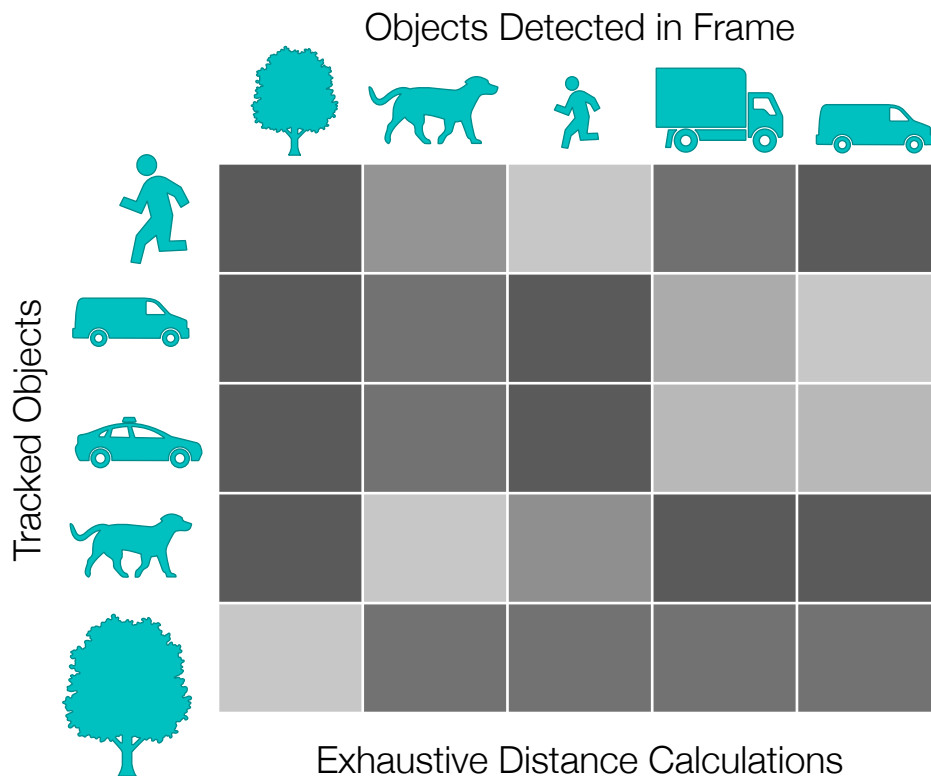 Objects Detected in Frame
Tracked Objects
Exhaustive Distance Calculations